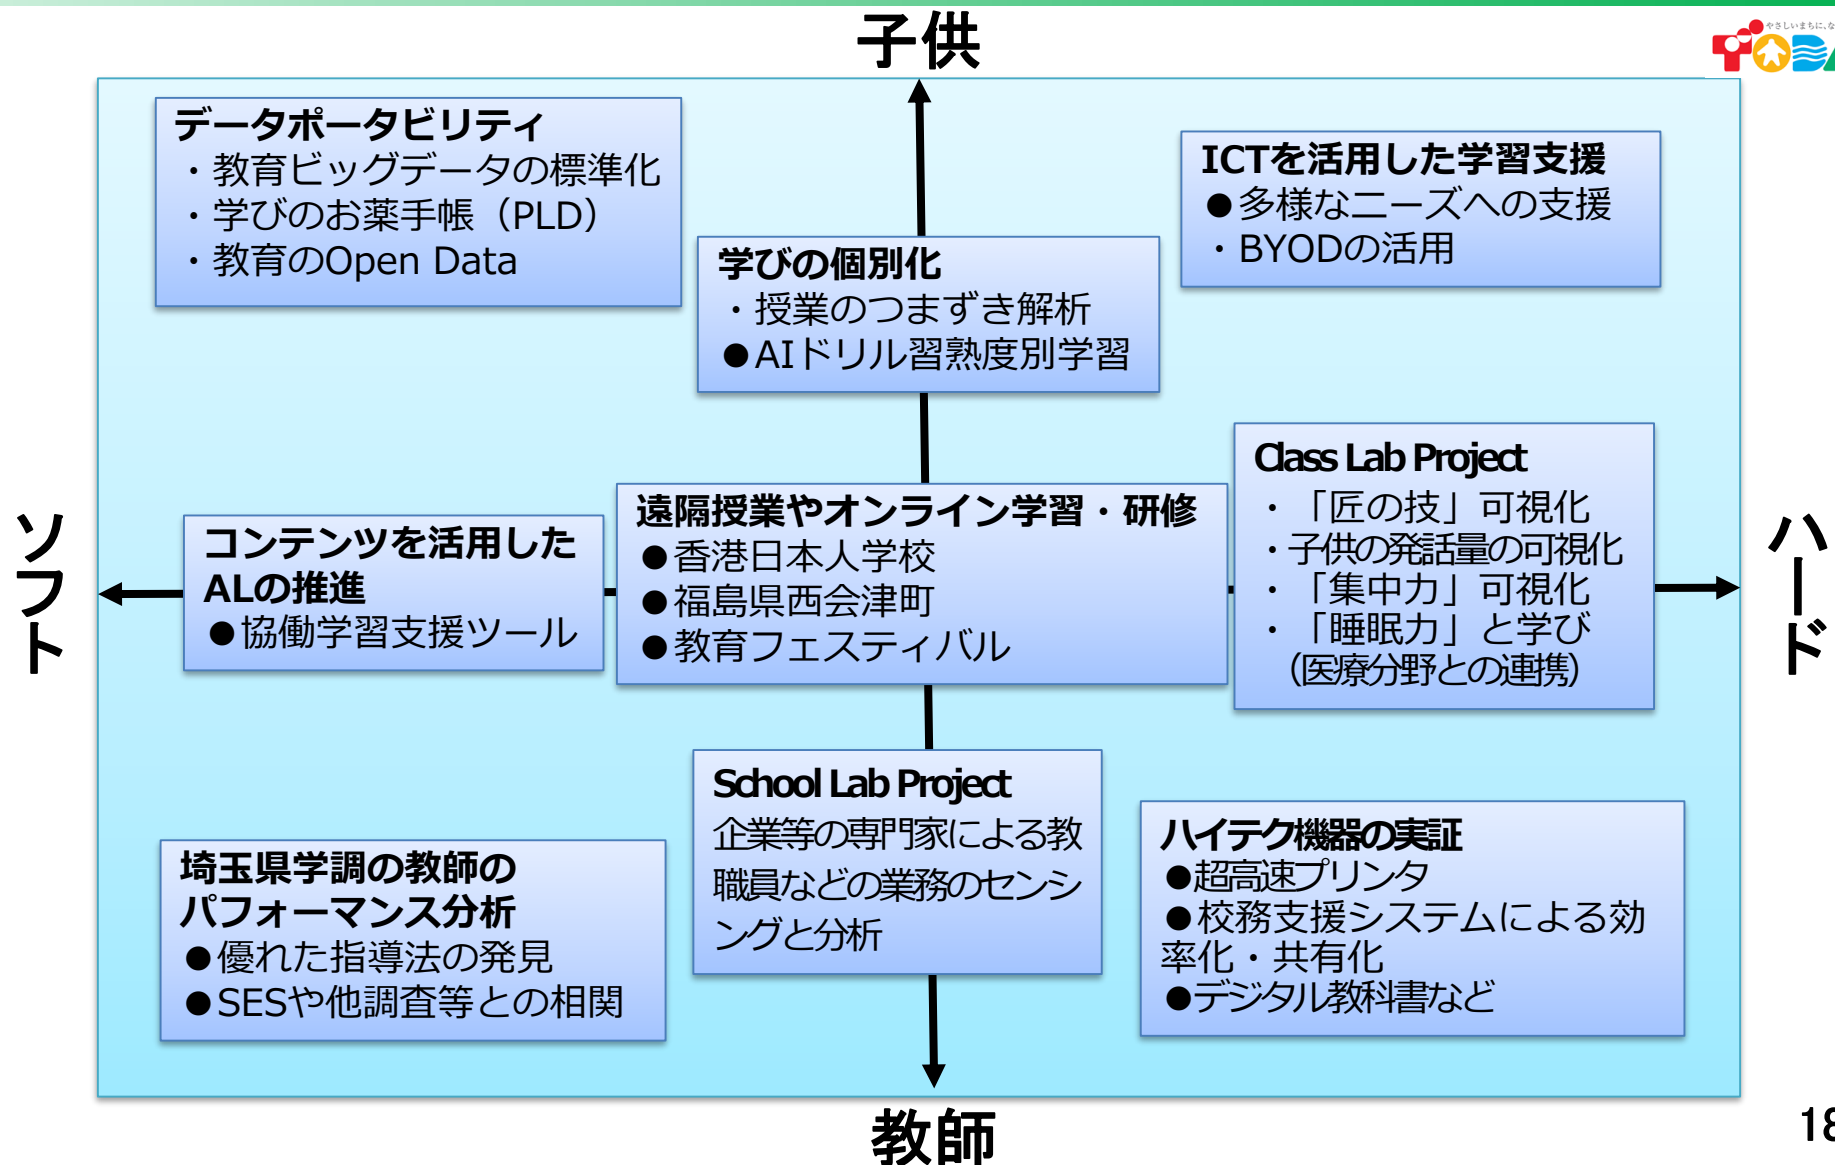 子供
やさしいまちに、な
TODA
データポータビリティ
・教育ビッグデータの標準化
・学びのお薬手帳（PLD）
・教育のOpen Data
ICTを活用した学習支援
●多様なニーズへの支援
・BYODの活用
学びの個別化
・授業のつまずき解析
●AIドリル習熟度別学習
ソフト
コンテンツを活用した
ALの推進
●協働学習支援ツール
遠隔授業やオンライン学習・研修
●香港日本人学校
●福島県西会津町
●教育フェスティバル
Class Lab Project
・「匠の技」可視化
・子供の発話量の可視化
・「集中力」可視化
・「睡眠力」と学び
（医療分野との連携）
ハード
School Lab Project
企業等の専門家による教
職員などの業務のセンシ
ングと分析
埼玉県学調の教師の
パフォーマンス分析
●優れた指導法の発見
●SESや他調査等との相関
ハイテク機器の実証
●超高速プリンタ
●校務支援システムによる効
率化・共有化
●デジタル教科書など
教師
18